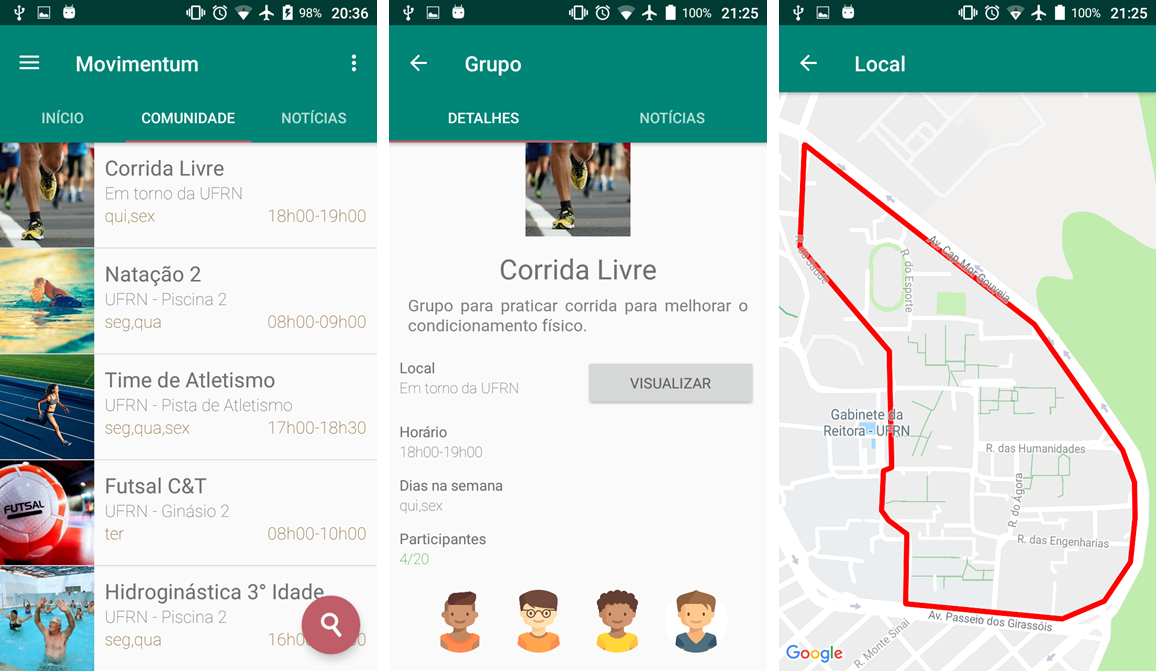 98% 20:36
Movimentum
INÍCIO COMUNIDADE NOTÍCIAS
Corrida Livre
Em torno da UFRN
qui,sex 18h00-19h00
Natação 2
UFRN - Piscina 2
seg,qua 08h00-09h00
Time de Atletismo
UFRN - Pista de Atletismo
seg,qua,sex 17h00-18h30
FUTSAL
Futsal C&T
UFRN - Ginásio 2
ter 08h00-10h00
Hidroginástica 3° Idade
UFRN - Piscina 2
seg,qua 16h0 0
100% 21:25
Grupo
DETALHES NOTÍCIAS
Corrida Livre
Grupo para praticar corrida para melhorar o
condicionamento físico.
Local
Em torno da UFRN
VISUALIZAR
Horário
18h00-19h00
Dias na semana
qui,sex
Participantes
4/20
100% 21:25
Local
Av. Cap. Mor Gouveia
R. da Saúde
R. do Esporte
Gabinete da
Reitora - UFRN
R. das Humanidades
R. do Ágora
R. das Engenharias
Av. Passeio dos Girassóis
R. Monte Sinai
Google